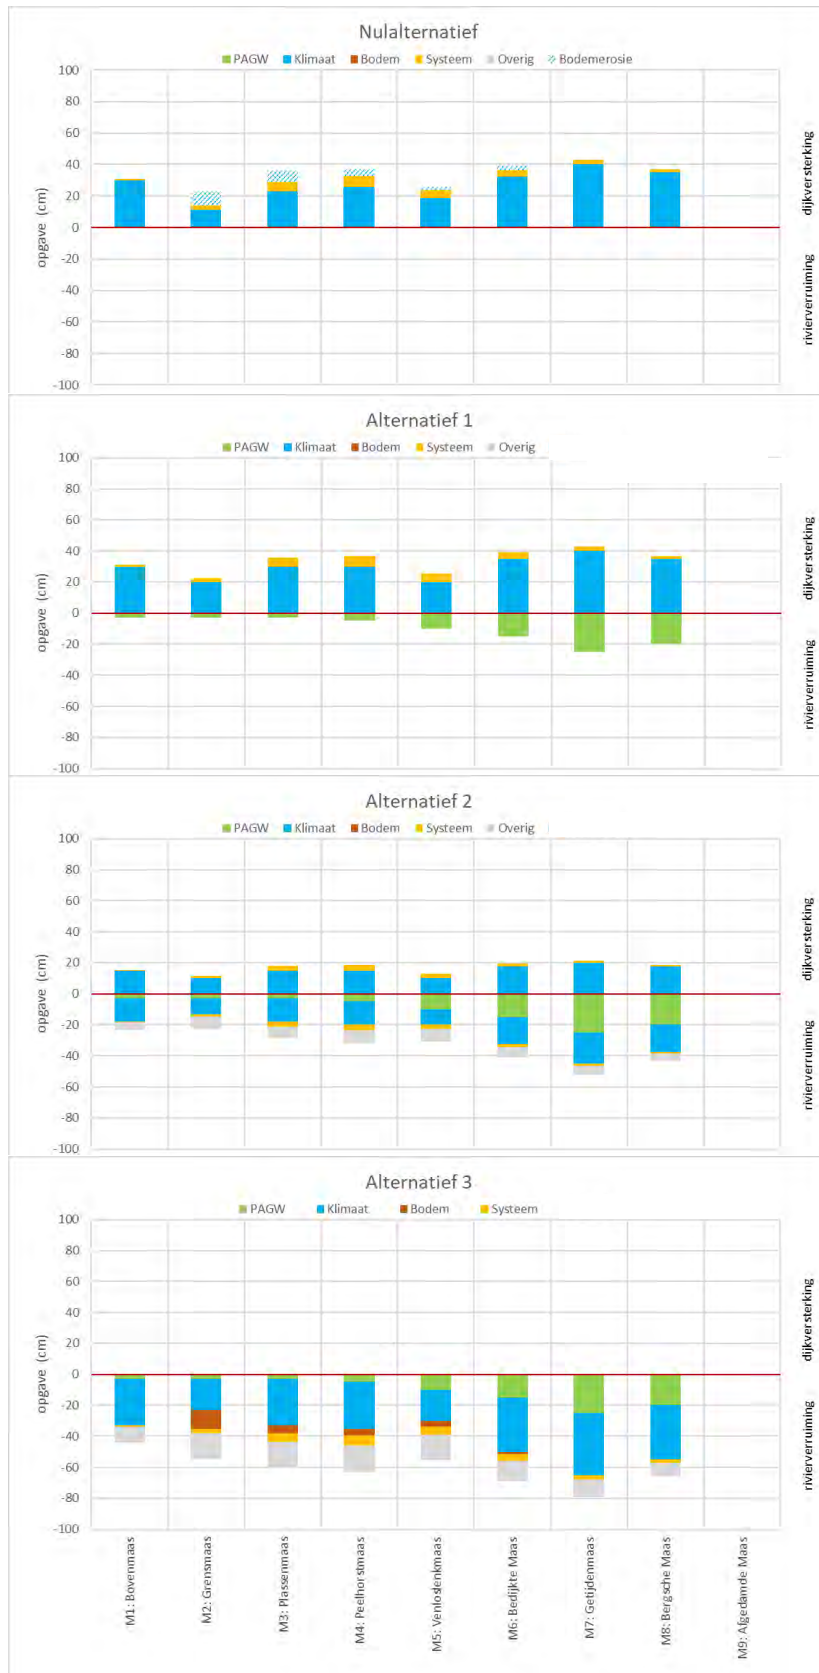 Nulalternatief
PAGW Klimaat Bodem Systeem Overig Bodemerosie
100
80
60
40
20
0
-20
-40
-60
-80
-100
opgave (cm)
dijkversterking
rivierverruiming
Alternatief 1
PAGW Klimaat Bodem Systeem Overig
100
80
60
40
20
0
-20
-40
-60
-80
-100
opgave (cm)
dijkversterking
rivierverruiming
Alternatief 2
PAGW Klimaat Bodem Systeem Overig
100
80
60
40
20
0
-20
-40
-60
-80
-100
opgave (cm)
dijkversterking
rivierverruiming
Alternatief 3
PAGW Klimaat Bodem Systeem
100
80
60
40
20
0
-20
-40
-60
-80
-100
opgave (cm)
dijkversterking
rivierverruiming
M1: Bovenmaas
M2: Grensmaas
M3: Plassenmaas
M4: Peelhorstmaas
M5: Venloslenkmaas
M6: Bedijkte Maas
M7: Getijdenmaas
M8: Bergsche Maas
M9: Afgedamde Maas